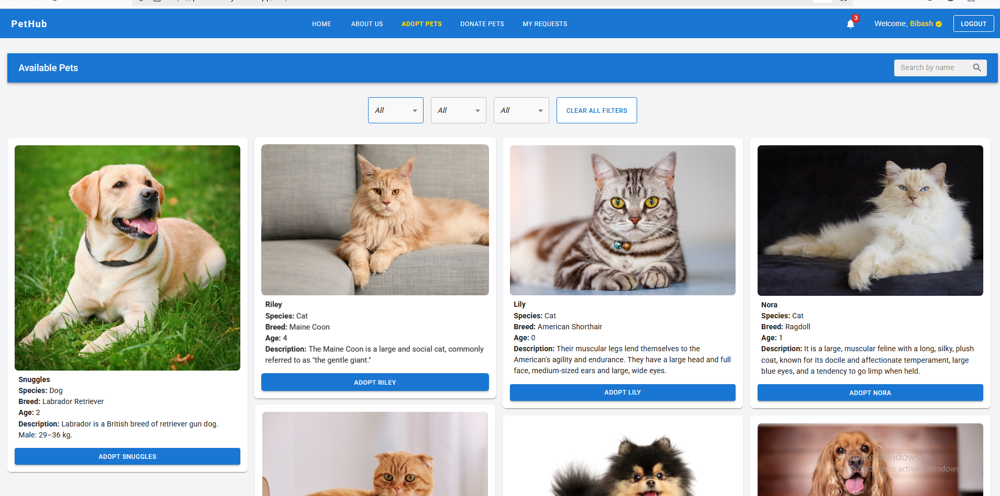 PetHub
HOME
ABOUT US
ADOPT PETS
DONATE PETS
MY REQUESTS
3
Welcome, Bibash
LOGOUT
Available Pets
Search by name
All
All
All
CLEAR ALL FILTERS
Snuggles
Species: Dog
Breed: Labrador Retriever
Age: 2
Description: Labrador is a British breed of retriever gun dog.
Male: 29–36 kg.
ADOPT SNUGGLES
Riley
Species: Cat
Breed: Maine Coon
Age: 4
Description: The Maine Coon is a large and social cat, commonly
referred to as "the gentle giant."
ADOPT RILEY
Lily
Species: Cat
Breed: American Shorthair
Age: 0
Description: Their muscular legs lend themselves to the
American's agility and endurance. They have a large head and full
face, medium-sized ears and large, wide eyes.
ADOPT LILY
Nora
Species: Cat
Breed: Ragdoll
Age: 1
Description: It is a large, muscular feline with a long, silky, plush
coat, known for its docile and affectionate temperament, large
blue eyes, and a tendency to go limp when held.
ADOPT NORA
Activate Windows
Go to Settings to activate Windows.